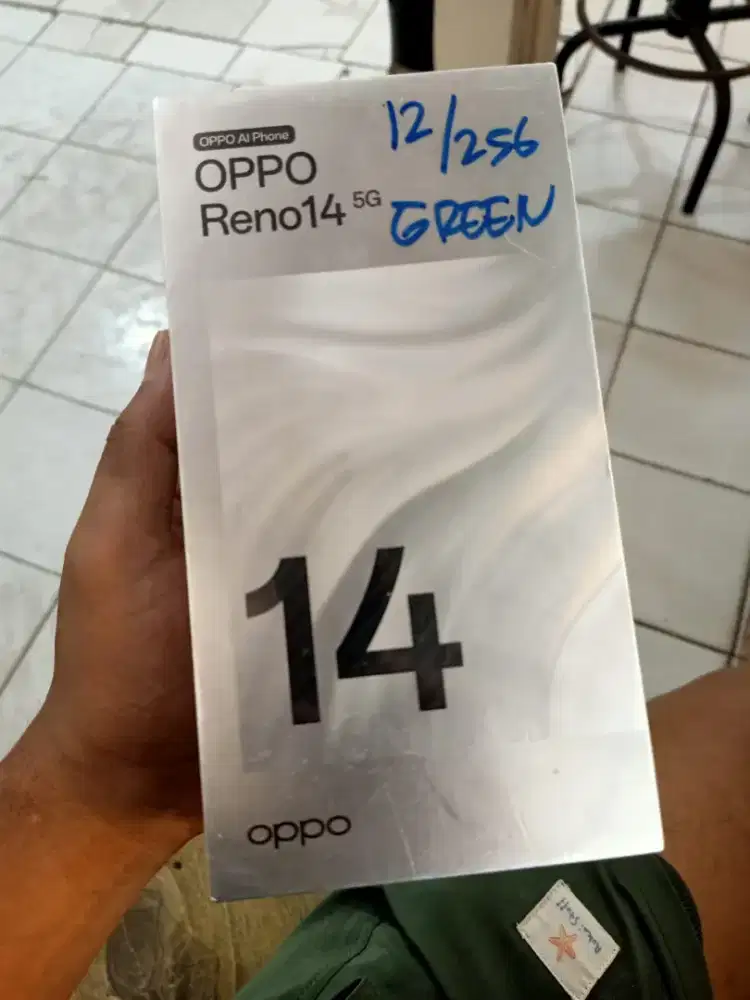 OPPO AI Phone
OPPO
Reno14 5G
12/256
GREEN
14
oppo